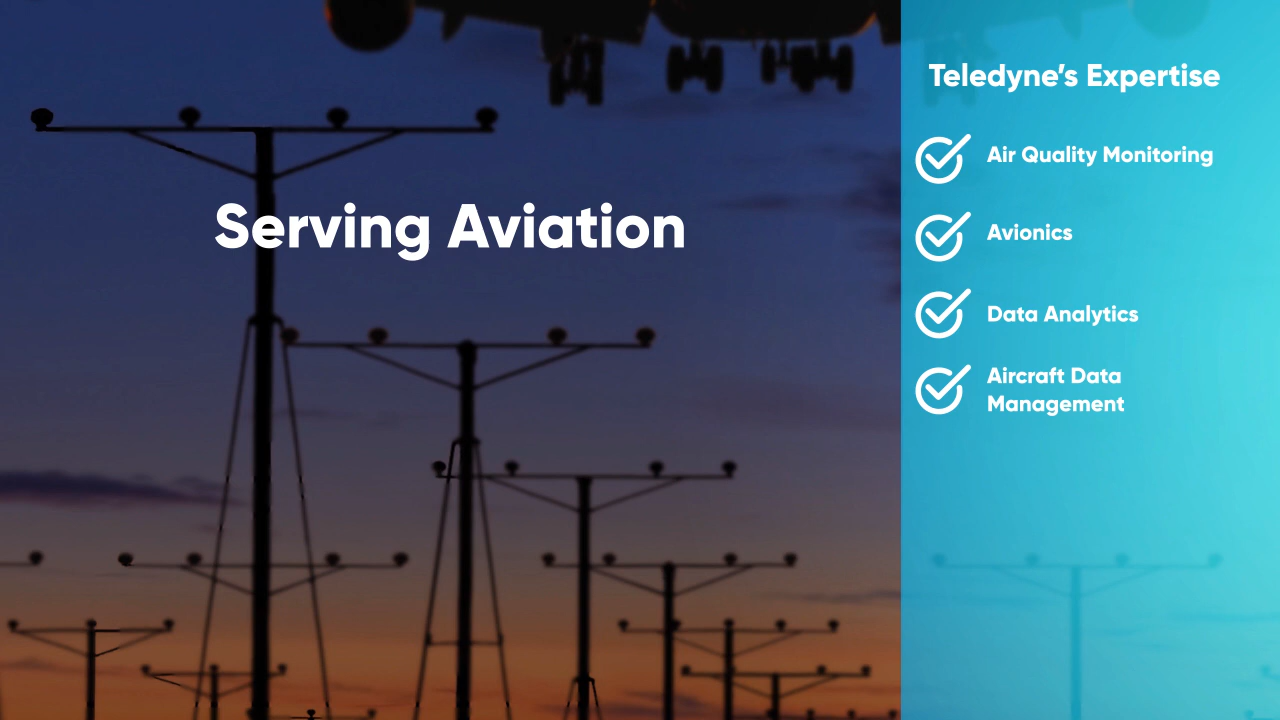 Serving Aviation
Teledyne’s Expertise
Air Quality Monitoring
Avionics
Data Analytics
Aircraft Data
Management